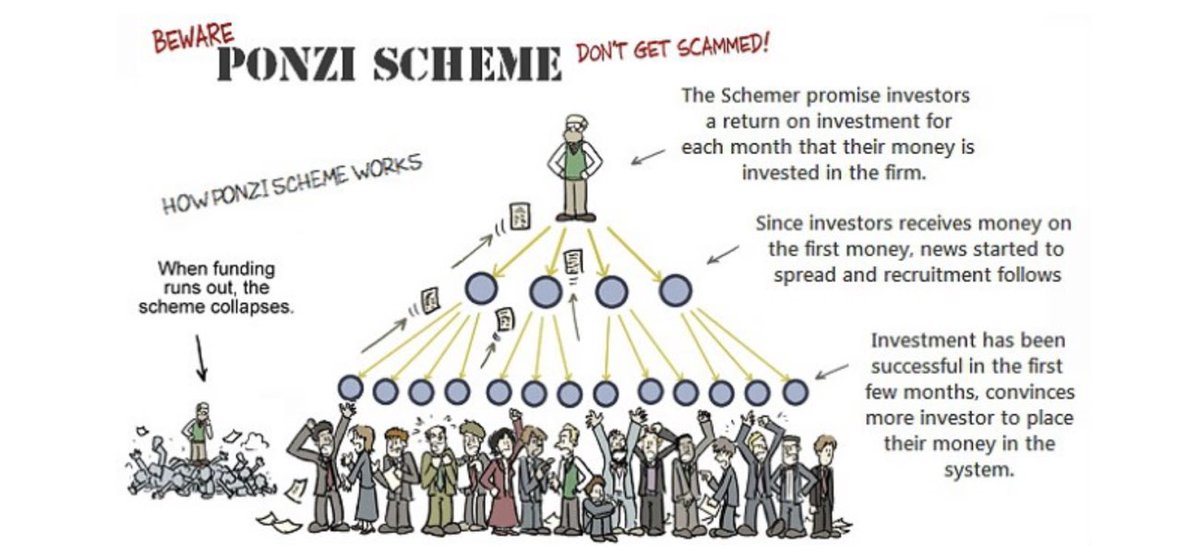 BEWARE
PONZI SCHEME
DON'T GET SCAMMED!
The Schemer promise investors
a return on investment for
each month that their money is
invested in the firm.
HOW PONZI SCHEME WORKS
Since investors receives money on
the first money, news started to
spread and recruitment follows
When funding
runs out, the
scheme collapses.
Investment has been
successful in the first
few months, convinces
more investor to place
their money in the
system.